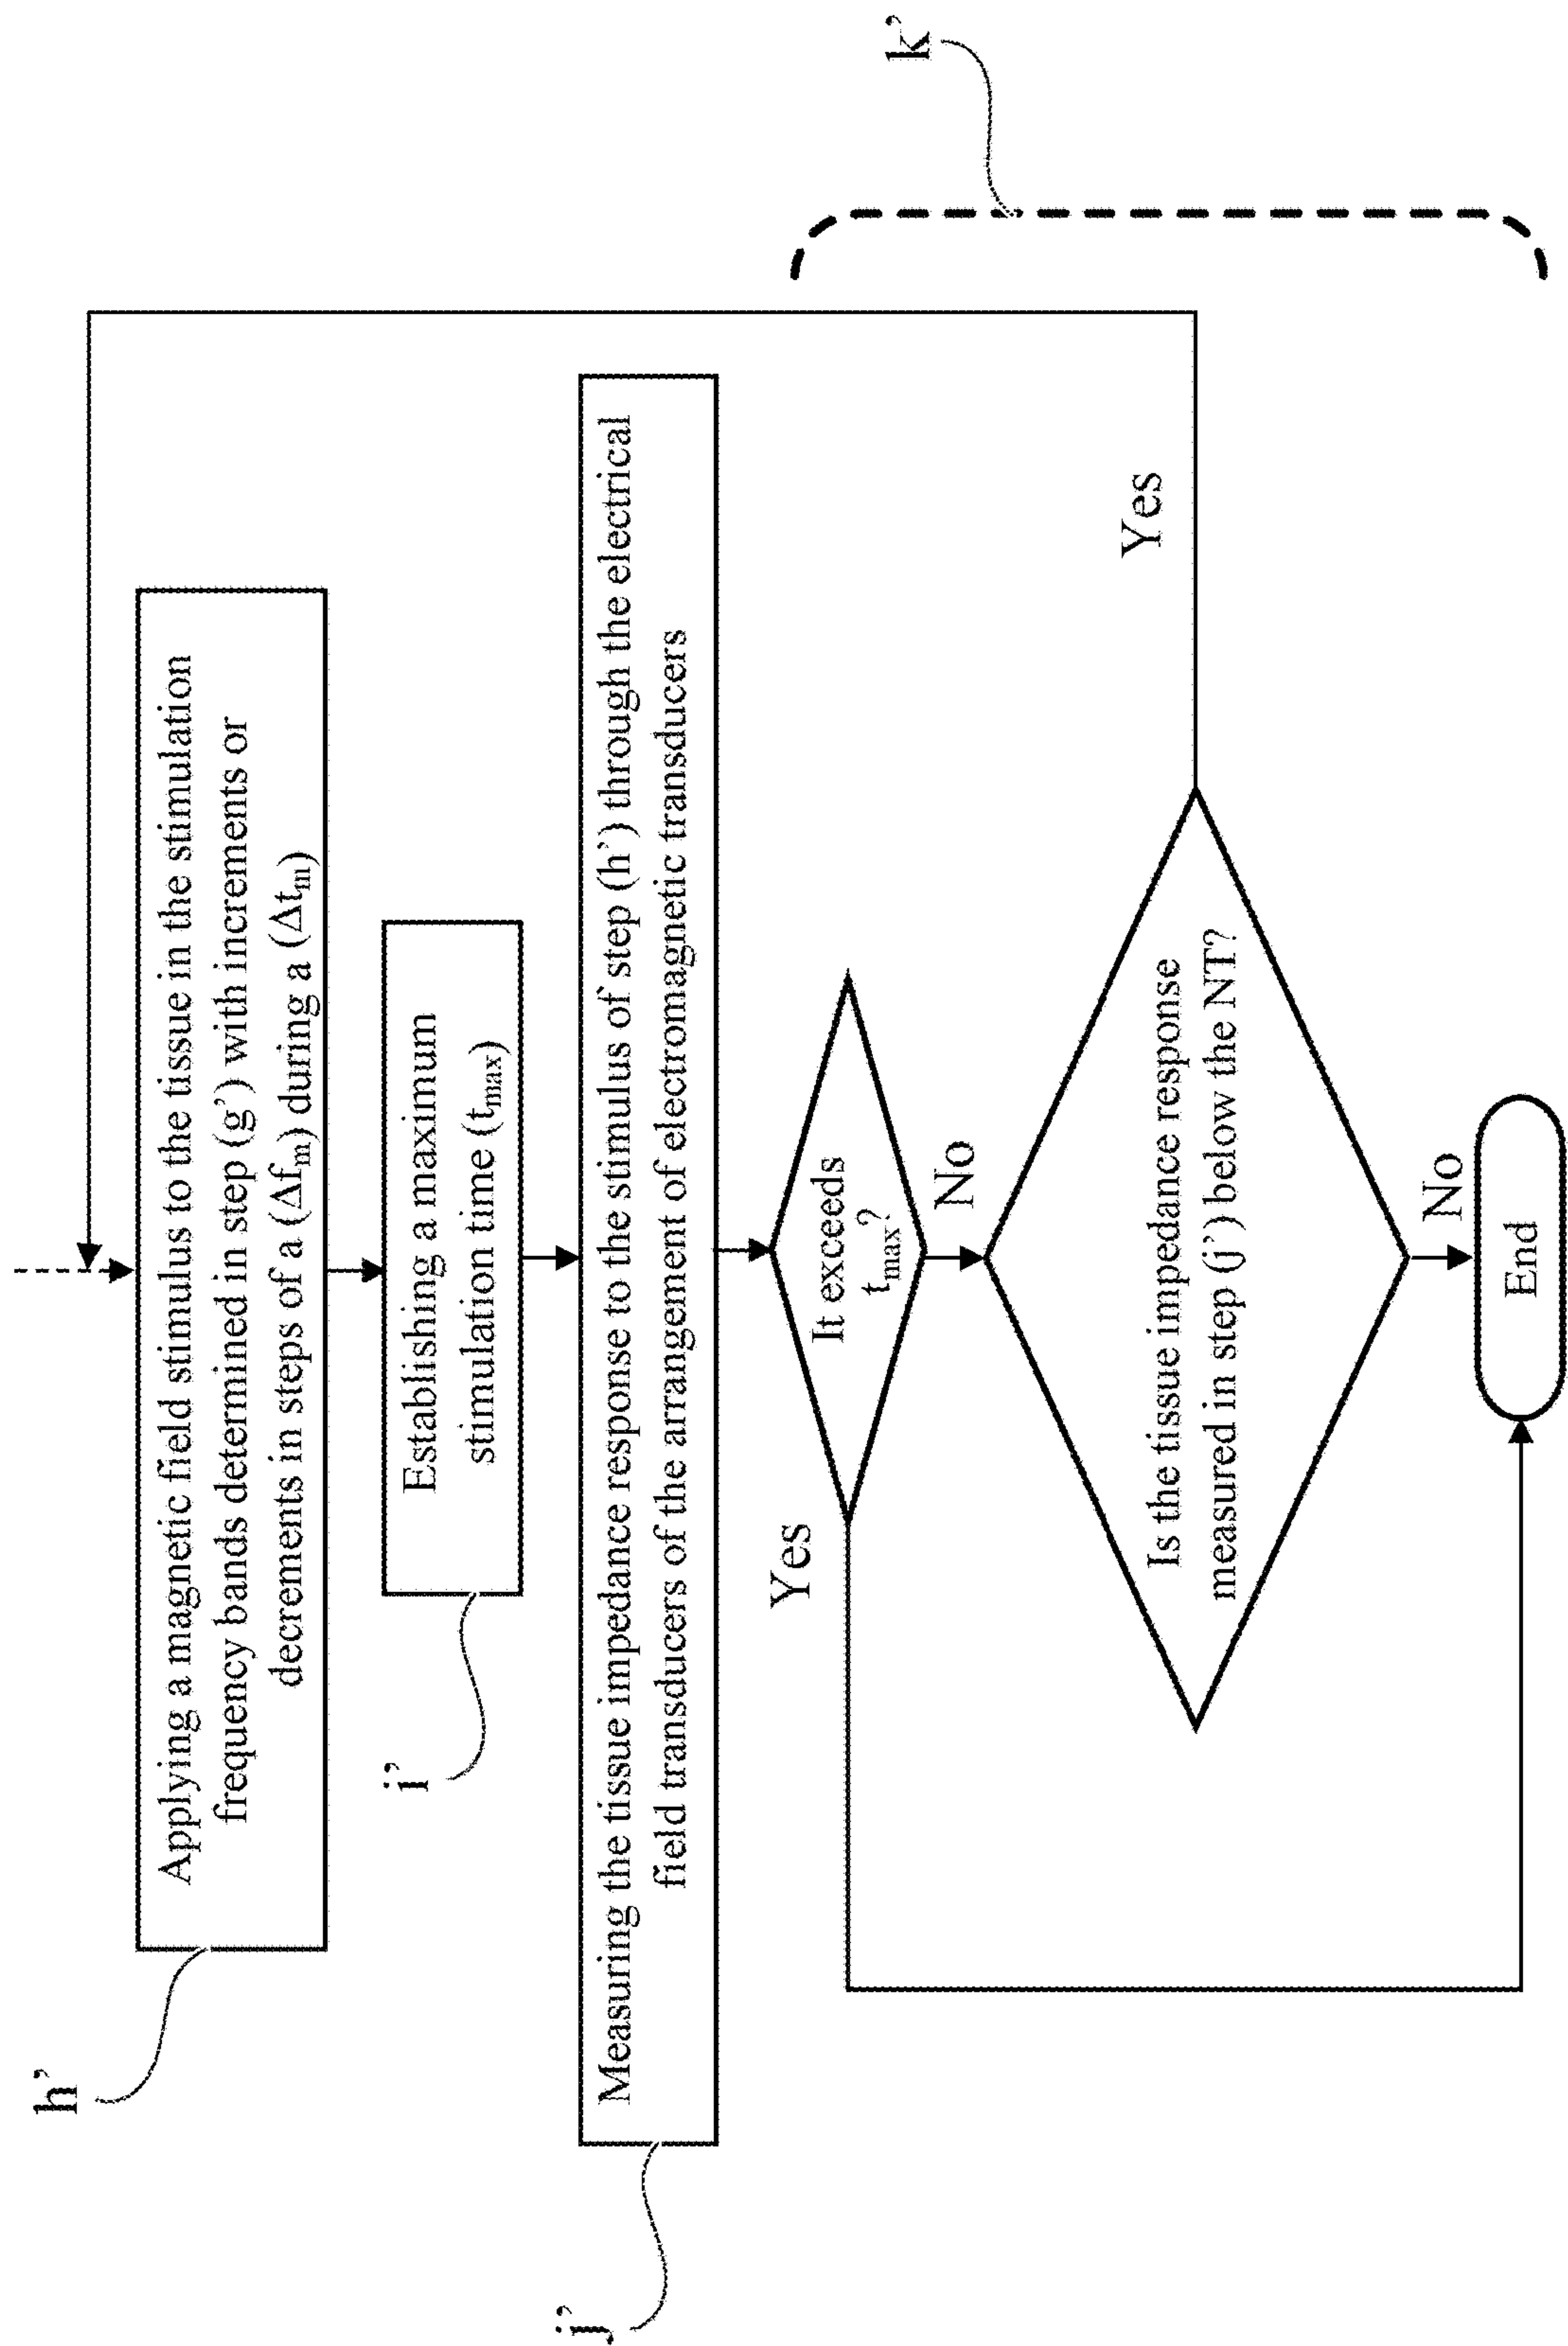 h’
Applying a magnetic field stimulus to the tissue in the stimulation
frequency bands determined in step (g’) with increments or
decrements in steps of a (Δfm) during a (Δtm)
i’
Establishing a maximum
stimulation time (tmax)
j’
Measuring the tissue impedance response to the stimulus of step (h’) through the electrical
field transducers of the arrangement of electromagnetic transducers
k’
Yes
It exceeds
tmax?
No
Is the tissue impedance response
measured in step (j’) below the NT?
Yes
No
End